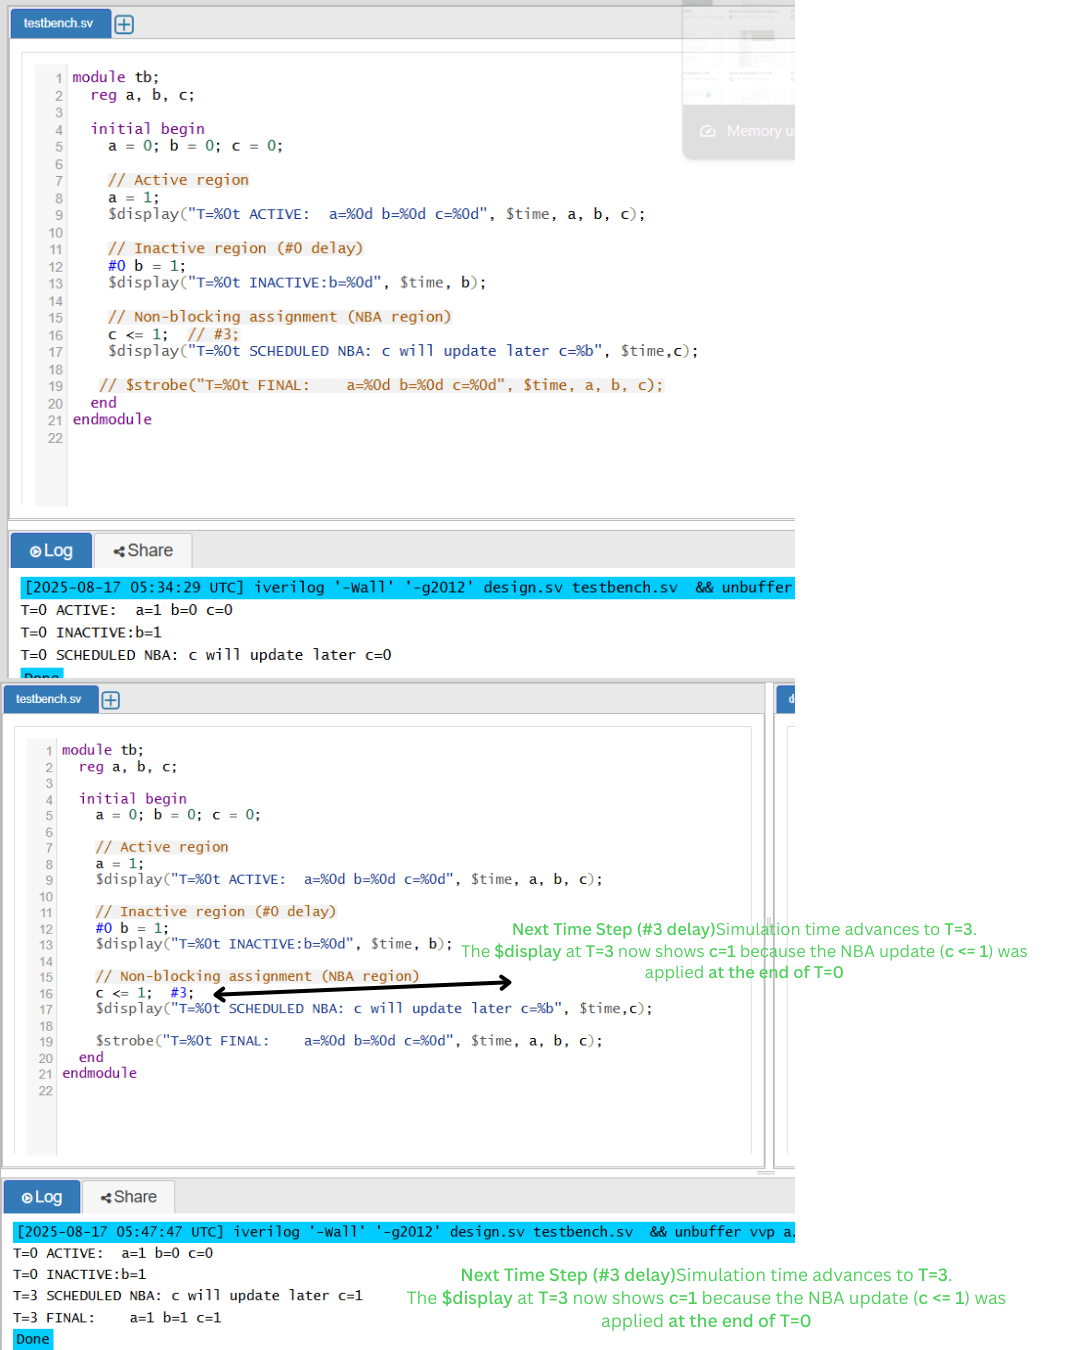 testbench.sv
Memory u
1 module tb;
2 reg a, b, c;
3
4 initial begin
5 a = 0; b = 0; c = 0;
6
7 // Active region
8 a = 1;
9 $display("T=%0t ACTIVE:  a=%0d b=%0d c=%0d", $time, a, b, c);
10
11 // Inactive region (#0 delay)
12 #0 b = 1;
13 $display("T=%0t INACTIVE:b=%0d", $time, b);
14
15 // Non-blocking assignment (NBA region)
16 c <= 1;  // #3;
17 $display("T=%0t SCHEDULED NBA: c will update later c=%b", $time,c);
18
19 // $strobe("T=%0t FINAL:    a=%0d b=%0d c=%0d", $time, a, b, c);
20 end
21 endmodule
22
Log Share
[2025-08-17 05:34:29 UTC] iverilog '-Wall' '-g2012' design.sv testbench.sv  && unbuffer
T=0 ACTIVE:  a=1 b=0 c=0
T=0 INACTIVE:b=1
T=0 SCHEDULED NBA: c will update later c=0
Done
testbench.sv
d
1 module tb;
2 reg a, b, c;
3
4 initial begin
5 a = 0; b = 0; c = 0;
6
7 // Active region
8 a = 1;
9 $display("T=%0t ACTIVE:  a=%0d b=%0d c=%0d", $time, a, b, c);
10
11 // Inactive region (#0 delay)
12 #0 b = 1;
13 $display("T=%0t INACTIVE:b=%0d", $time, b);
14
15 // Non-blocking assignment (NBA region)
16 c <= 1;  #3;
17 $display("T=%0t SCHEDULED NBA: c will update later c=%b", $time,c);
18
19 $strobe("T=%0t FINAL:    a=%0d b=%0d c=%0d", $time, a, b, c);
20 end
21 endmodule
22
Next Time Step (#3 delay)Simulation time advances to T=3.
The $display at T=3 now shows c=1 because the NBA update (c <= 1) was
applied at the end of T=0
Log Share
[2025-08-17 05:47:47 UTC] iverilog '-Wall' '-g2012' design.sv testbench.sv  && unbuffer vvp a.
T=0 ACTIVE:  a=1 b=0 c=0
T=0 INACTIVE:b=1
T=3 SCHEDULED NBA: c will update later c=1
T=3 FINAL:    a=1 b=1 c=1
Done
Next Time Step (#3 delay)Simulation time advances to T=3.
The $display at T=3 now shows c=1 because the NBA update (c <= 1) was
applied at the end of T=0